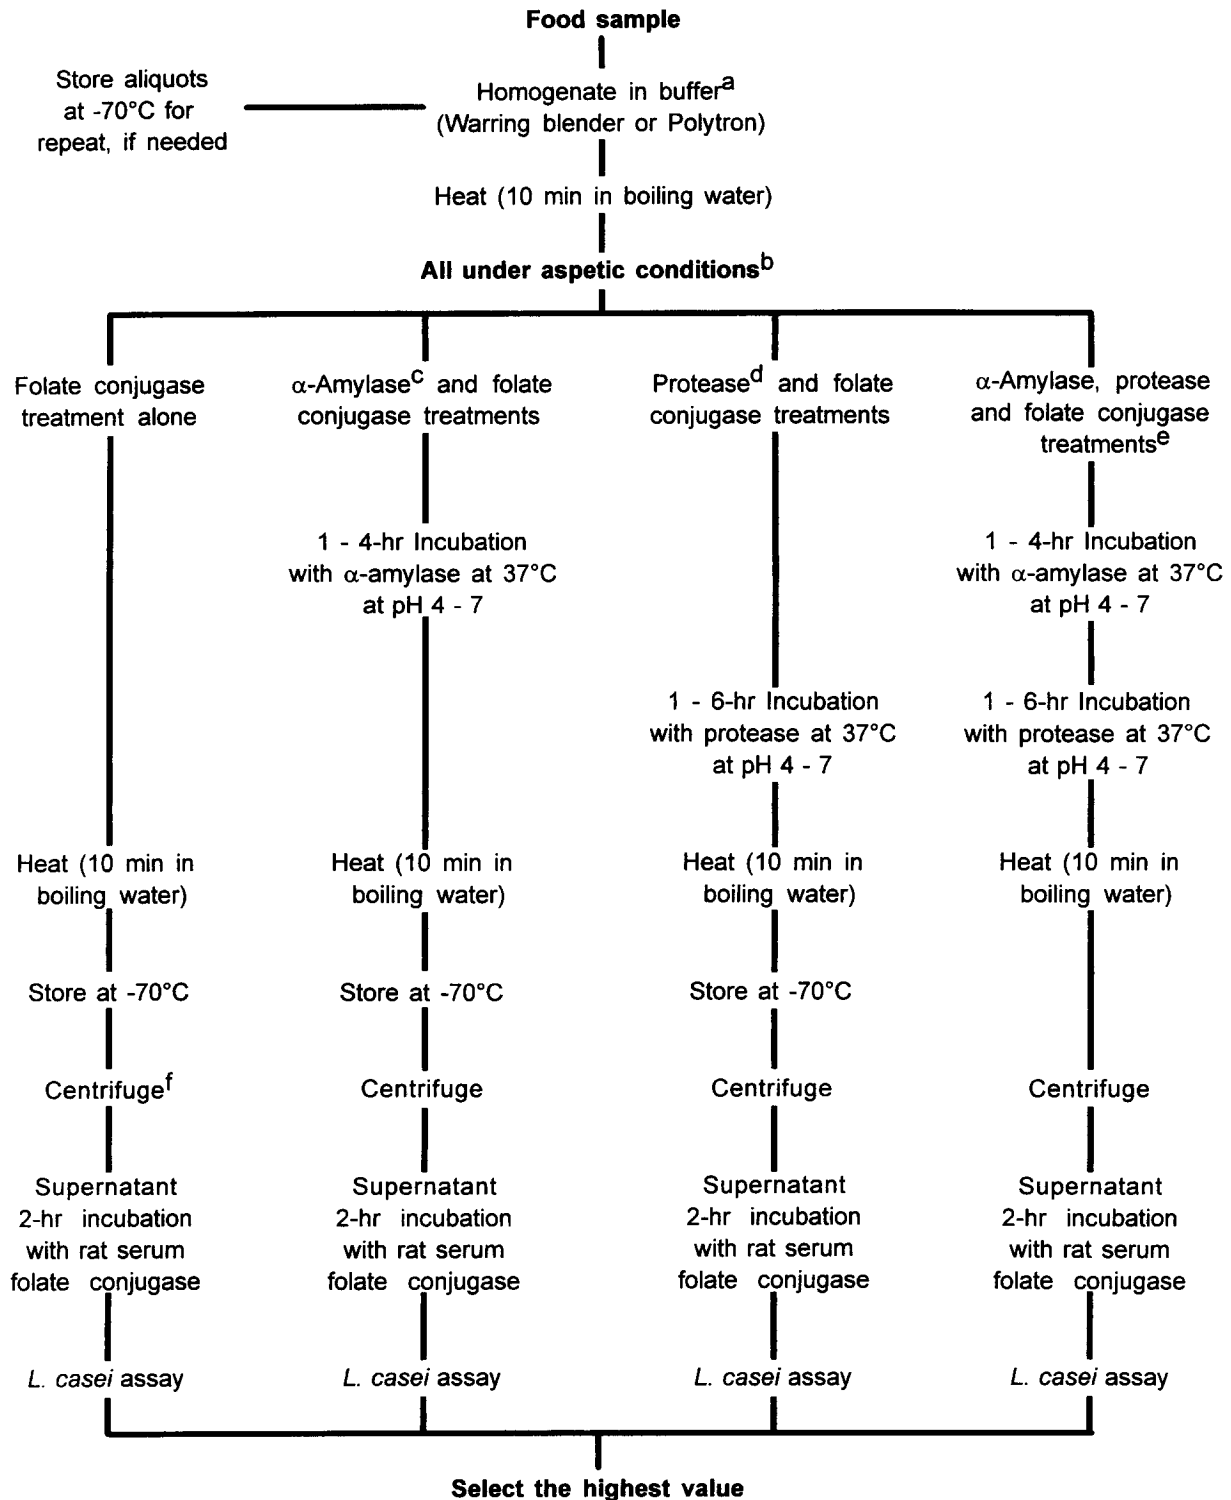 Food sample
Store aliquots
at -70°C for
repeat, if needed
Homogenate in bufferᵃ
(Warring blender or Polytron)
Heat (10 min in boiling water)
All under aspetic conditionsᵇ
Folate conjugase
treatment alone
α-Amylaseᶜ and folate
conjugase treatments
Proteaseᵈ and folate
conjugase treatments
α-Amylase, protease
and folate conjugase
treatmentsᵉ
1 - 4-hr Incubation
with α-amylase at 37°C
at pH 4 - 7
1 - 4-hr Incubation
with α-amylase at 37°C
at pH 4 - 7
1 - 6-hr Incubation
with protease at 37°C
at pH 4 - 7
1 - 6-hr Incubation
with protease at 37°C
at pH 4 - 7
Heat (10 min in
boiling water)
Heat (10 min in
boiling water)
Heat (10 min in
boiling water)
Heat (10 min in
boiling water)
Store at -70°C
Store at -70°C
Store at -70°C
Centrifugeᶠ
Centrifuge
Centrifuge
Centrifuge
Supernatant
2-hr incubation
with rat serum
folate conjugase
Supernatant
2-hr incubation
with rat serum
folate conjugase
Supernatant
2-hr incubation
with rat serum
folate conjugase
Supernatant
2-hr incubation
with rat serum
folate conjugase
L. casei assay
L. casei assay
L. casei assay
L. casei assay
Select the highest value